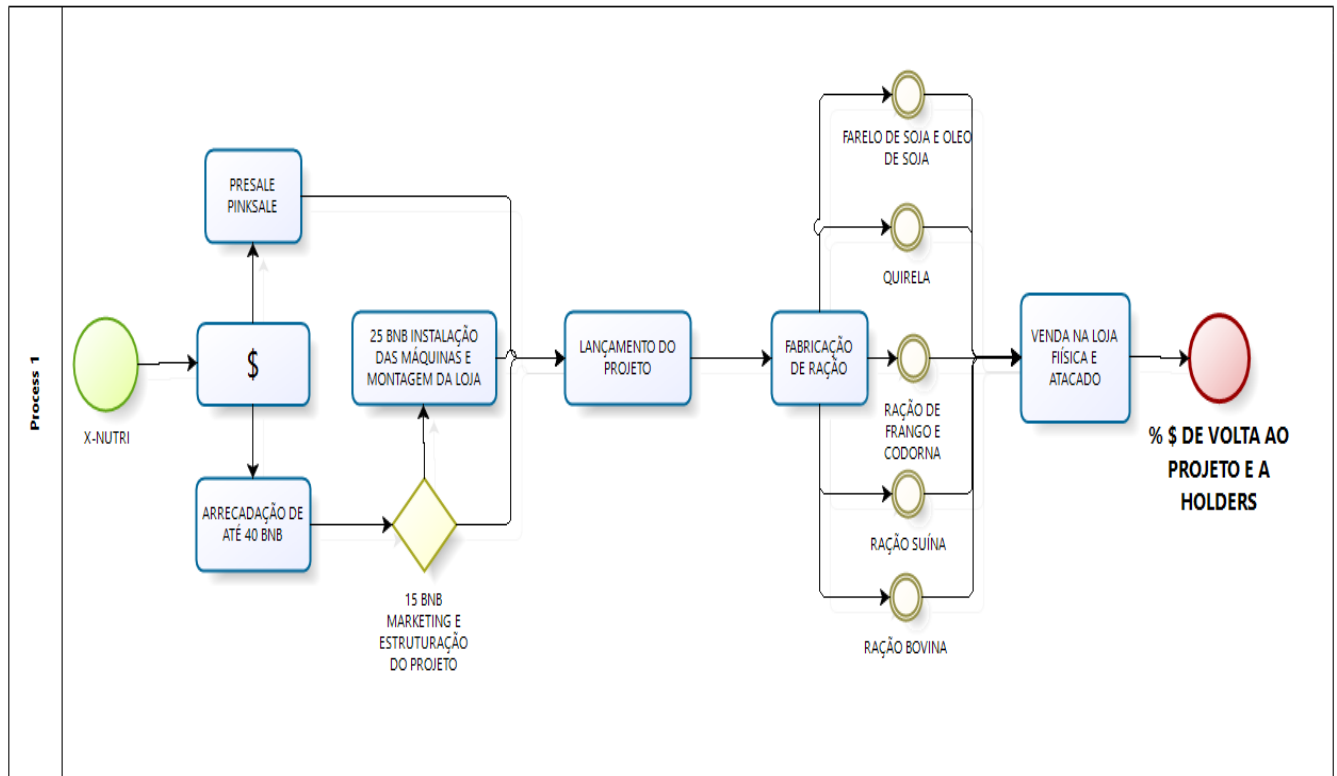 Process 1
X-NUTRI
$
PRESALE
PINKSALE
ARRECADAÇÃO DE
ATÉ 40 BNB
15 BNB
MARKETING E
ESTRUTURAÇÃO
DO PROJETO
25 BNB INSTALAÇÃO
DAS MÁQUINAS E
MONTAGEM DA LOJA
LANÇAMENTO DO
PROJETO
FABRICAÇÃO
DE RAÇÃO
FARELO DE SOJA E OLEO
DE SOJA
QUIRELA
RAÇÃO DE
FRANGO E
CODORNA
RAÇÃO SUÍNA
RAÇÃO BOVINA
VENDA NA LOJA
FIÍSICA E
ATACADO
% $ DE VOLTA AO
PROJETO E A
HOLDERS